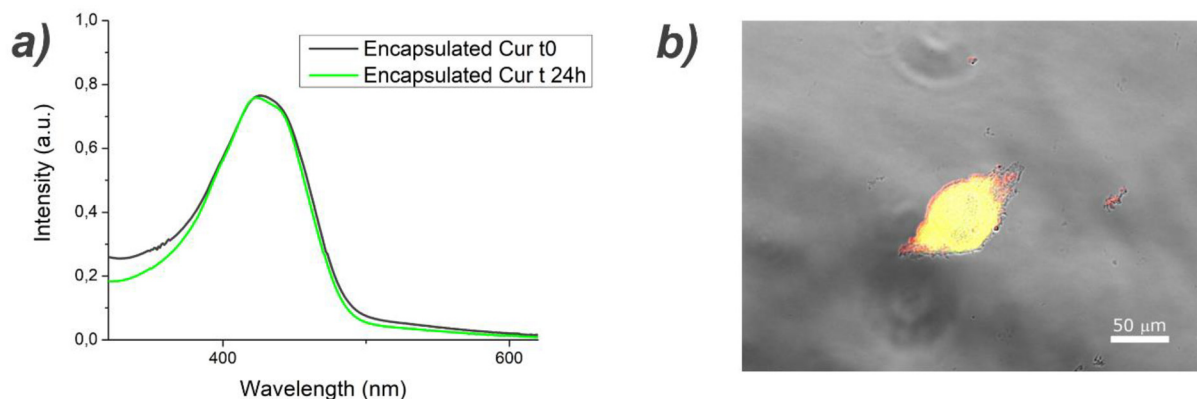 a)
1,0
0,8
0,6
0,4
0,2
0,0
Intensity (a.u.)
Encapsulated Cur t0
Encapsulated Cur t 24h
400
600
Wavelength (nm)
b)
50 μm